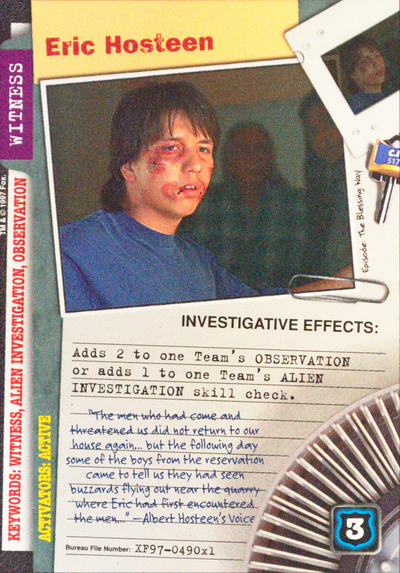 Eric Hosteen
WITNESS
TM & © 1997 Fox.
KEYWORDS: WITNESS, ALIEN INVESTIGATION, OBSERVATION
ACTIVATORS: ACTIVE
517
Episode: The Blessing Way
INVESTIGATIVE EFFECTS:
Adds 2 to one Team's OBSERVATION
or adds 1 to one Team's ALIEN
INVESTIGATION skill check.
"The men who had come and
threatened us did not return to our
house again... but the following day
some of the boys from the reservation
came to tell us they had seen
buzzards flying out near the quarry
where Eric had first encountered
the men..." –Albert Hosteen's Voice
3
Bureau File Number: XF97-0490x1